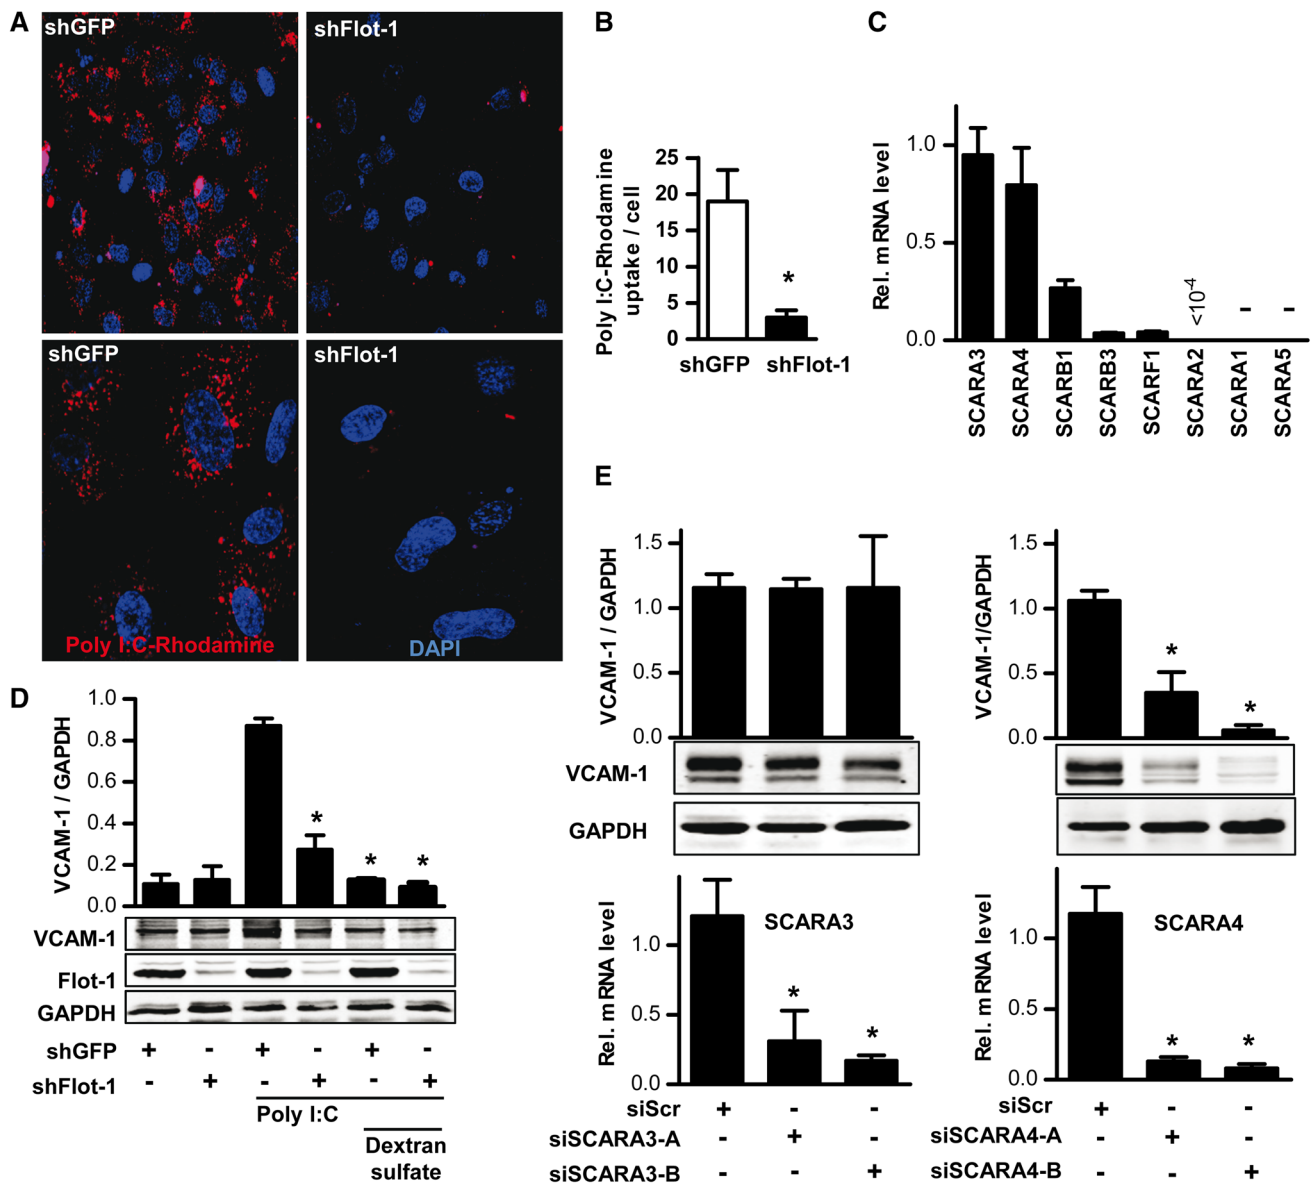 A
shGFP
shFlot-1
shGFP
shFlot-1
Poly I:C-Rhodamine
DAPI
B
Poly I:C-Rhodamine
uptake / cell
25
20
15
10
5
0
*
shGFP
shFlot-1
C
Rel. mRNA level
1.0
0.5
0.0
<10-4
-
-
SCARA3
SCARA4
SCARB1
SCARB3
SCARF1
SCARA2
SCARA1
SCARA5
D
VCAM-1 / GAPDH
1.0
0.8
0.6
0.4
0.2
0.0
* * *
VCAM-1
Flot-1
GAPDH
shGFP + - + - + -
shFlot-1 - + - + - +
Poly I:C
Dextran
sulfate
E
VCAM-1 / GAPDH
1.5
1.0
0.5
0.0
VCAM-1
GAPDH
VCAM-1/GAPDH
1.5
1.0
0.5
0.0
* *
Rel. mRNA level
1.0
0.5
0.0
SCARA3
* *
siScr + - -
siSCARA3-A - + -
siSCARA3-B - - +
Rel. mRNA level
1.0
0.5
0.0
SCARA4
* *
siScr + - -
siSCARA4-A - + -
siSCARA4-B - - +